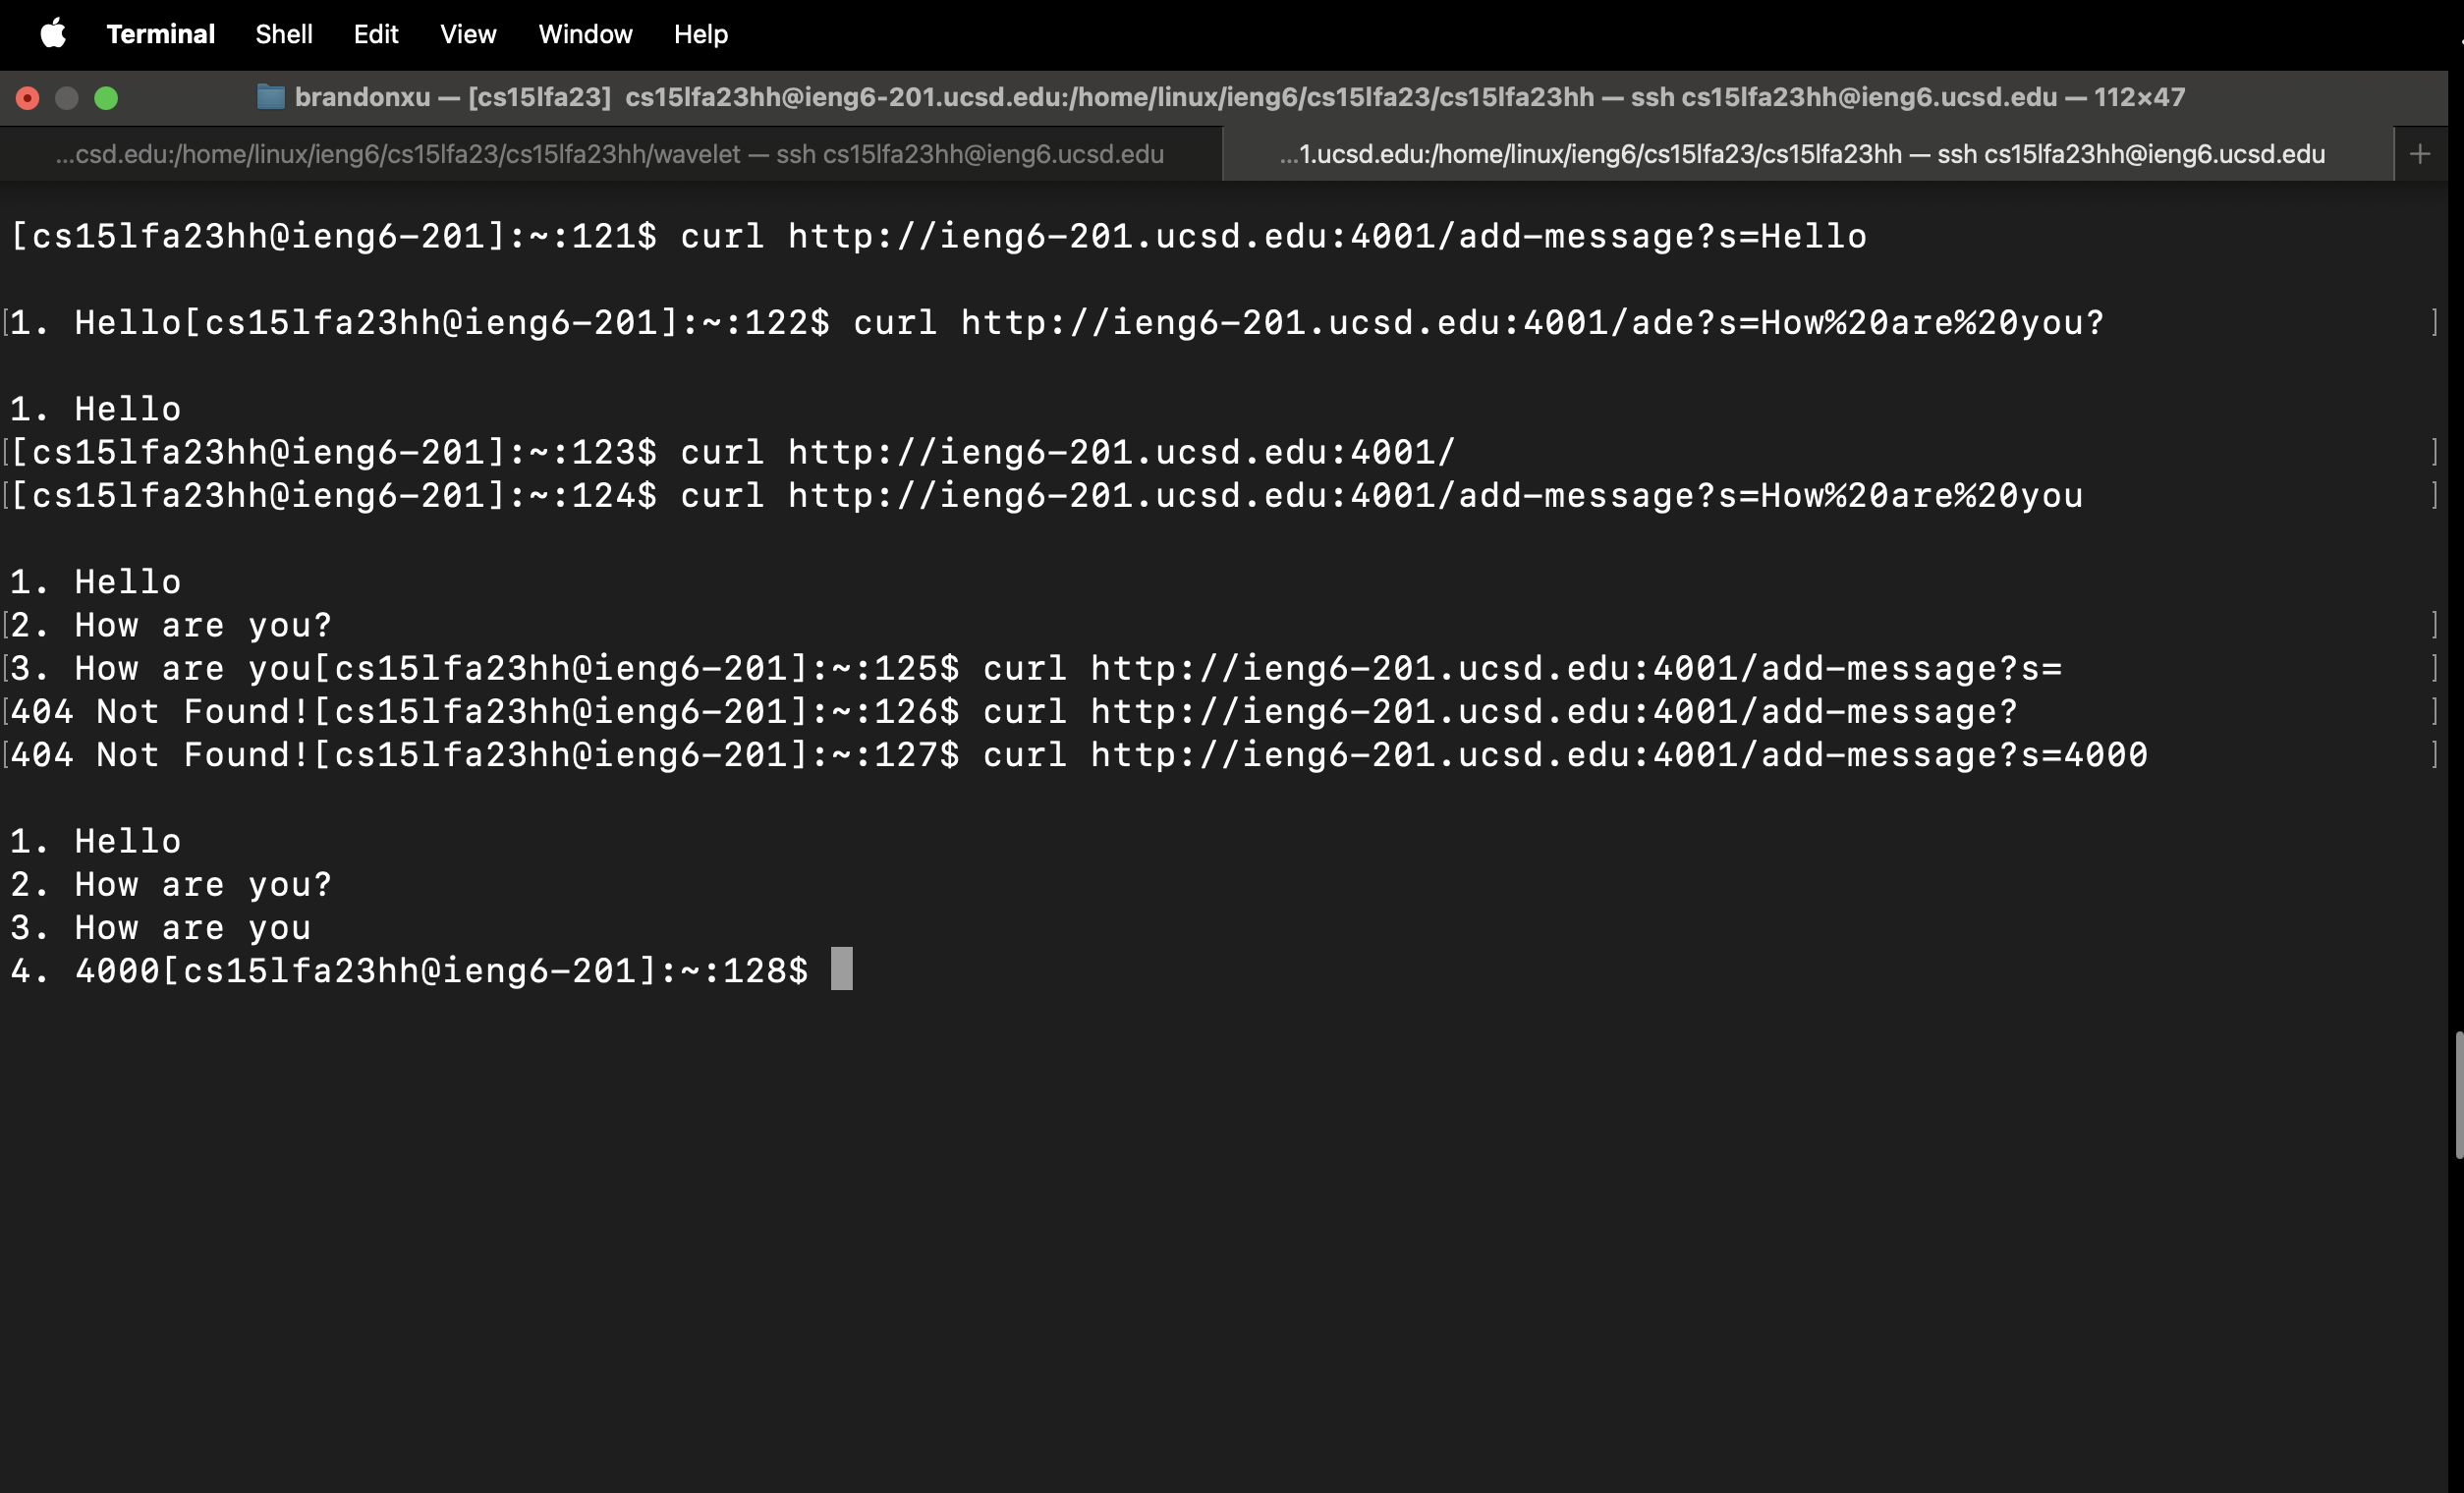 Terminal Shell Edit View Window Help
brandonxu — [cs15lfa23] cs15lfa23hh@ieng6-201.ucsd.edu:/home/linux/ieng6/cs15lfa23/cs15lfa23hh — ssh cs15lfa23hh@ieng6.ucsd.edu — 112×47
...csd.edu:/home/linux/ieng6/cs15lfa23/cs15lfa23hh/wavelet — ssh cs15lfa23hh@ieng6.ucsd.edu ...1.ucsd.edu:/home/linux/ieng6/cs15lfa23/cs15lfa23hh — ssh cs15lfa23hh@ieng6.ucsd.edu +
[cs15lfa23hh@ieng6-201]:~:121$ curl http://ieng6-201.ucsd.edu:4001/add-message?s=Hello
[1. Hello[cs15lfa23hh@ieng6-201]:~:122$ curl http://ieng6-201.ucsd.edu:4001/ade?s=How%20are%20you? ]
1. Hello
[[cs15lfa23hh@ieng6-201]:~:123$ curl http://ieng6-201.ucsd.edu:4001/ ]
[[cs15lfa23hh@ieng6-201]:~:124$ curl http://ieng6-201.ucsd.edu:4001/add-message?s=How%20are%20you ]
1. Hello
[2. How are you? ]
[3. How are you[cs15lfa23hh@ieng6-201]:~:125$ curl http://ieng6-201.ucsd.edu:4001/add-message?s= ]
[404 Not Found![cs15lfa23hh@ieng6-201]:~:126$ curl http://ieng6-201.ucsd.edu:4001/add-message? ]
[404 Not Found![cs15lfa23hh@ieng6-201]:~:127$ curl http://ieng6-201.ucsd.edu:4001/add-message?s=4000 ]
1. Hello
2. How are you?
3. How are you
4. 4000[cs15lfa23hh@ieng6-201]:~:128$